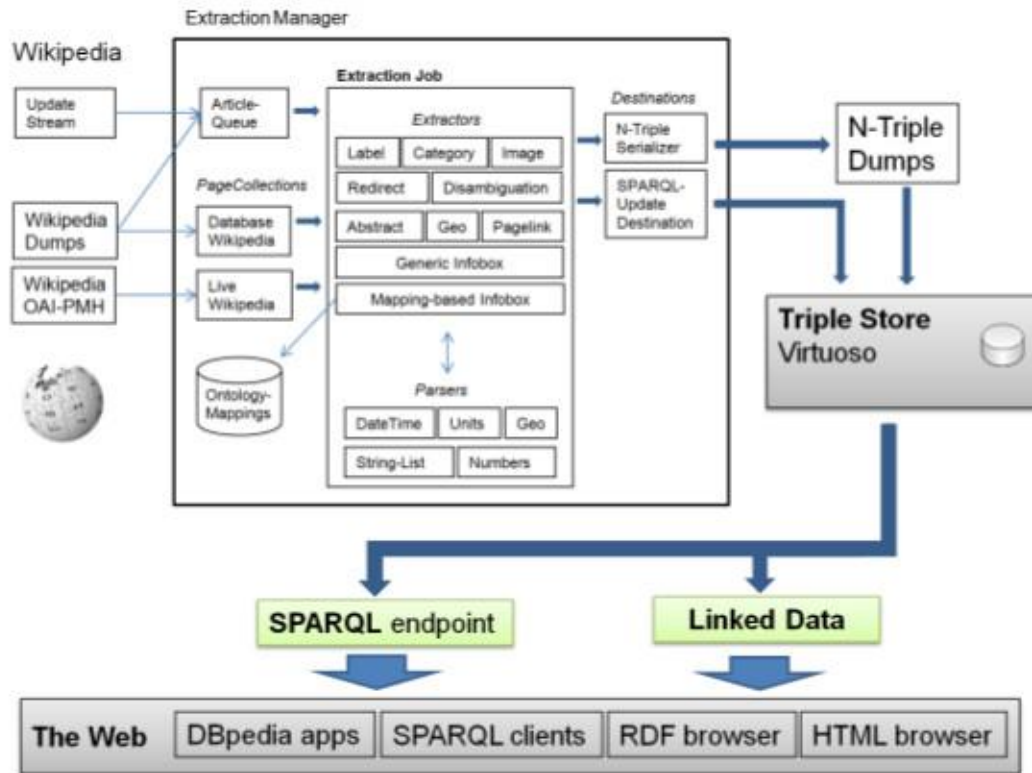 Extraction Manager
Wikipedia
Update
Stream
Wikipedia
Dumps
Wikipedia
OAI-PMH
Article-
Queue
PageCollections
Database
Wikipedia
Live
Wikipedia
Ontology-
Mappings
Extraction Job
Extractors
Label Category Image
Redirect Disambiguation
Abstract Geo Pagelink
Generic Infobox
Mapping-based Infobox
Parsers
DateTime Units Geo
String-List Numbers
Destinations
N-Triple
Serializer
SPARQL-
Update
Destination
N-Triple
Dumps
Triple Store
Virtuoso
SPARQL endpoint
Linked Data
The Web DBpedia apps SPARQL clients RDF browser HTML browser